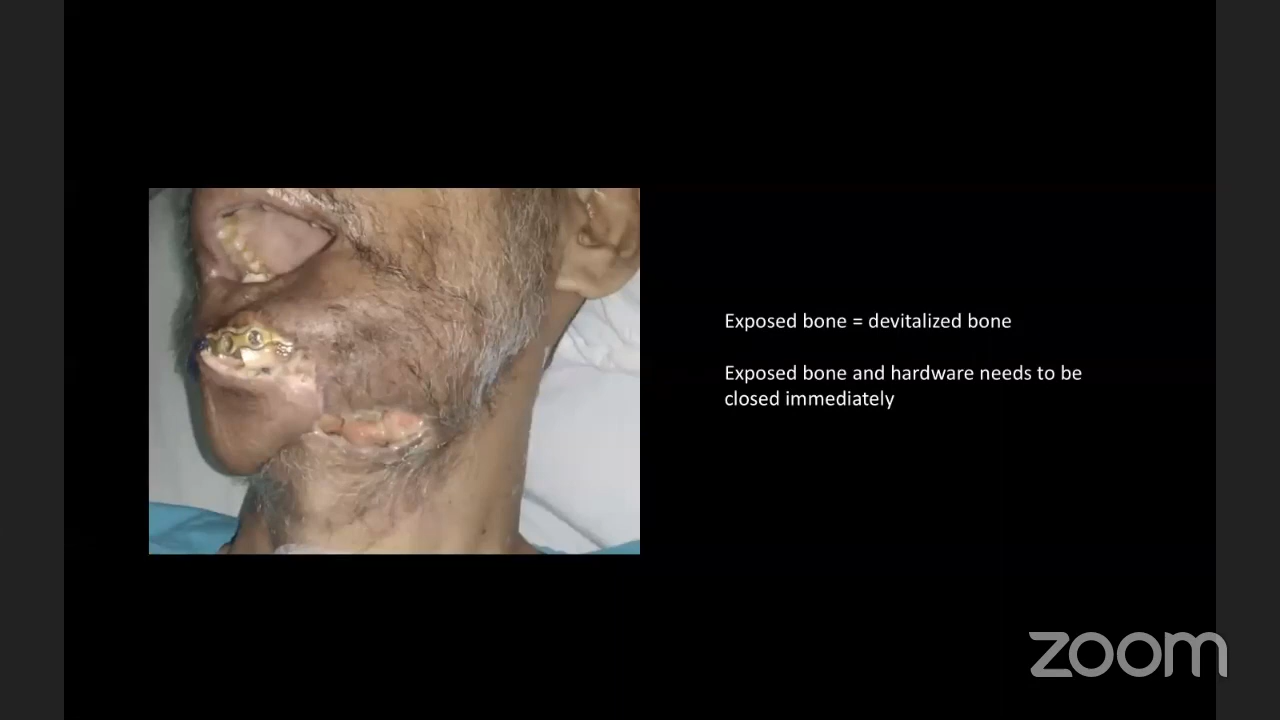 Exposed bone = devitalized bone
Exposed bone and hardware needs to be
closed immediately
zoom